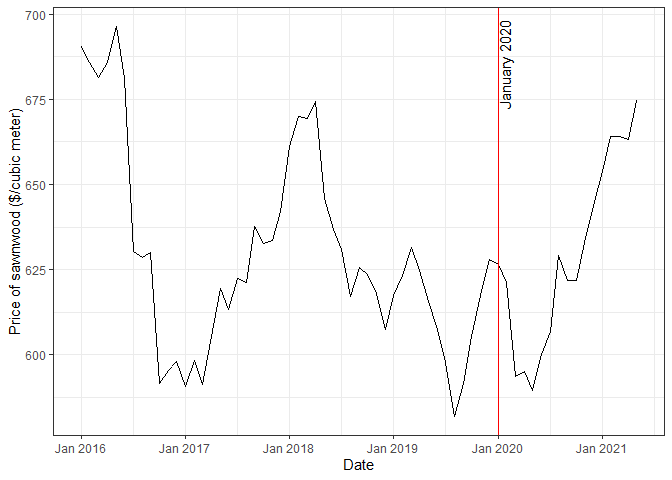 700
675
650
625
600
Price of sawnwood ($/cubic meter)
January 2020
Jan 2016 Jan 2017 Jan 2018 Jan 2019 Jan 2020 Jan 2021
Date